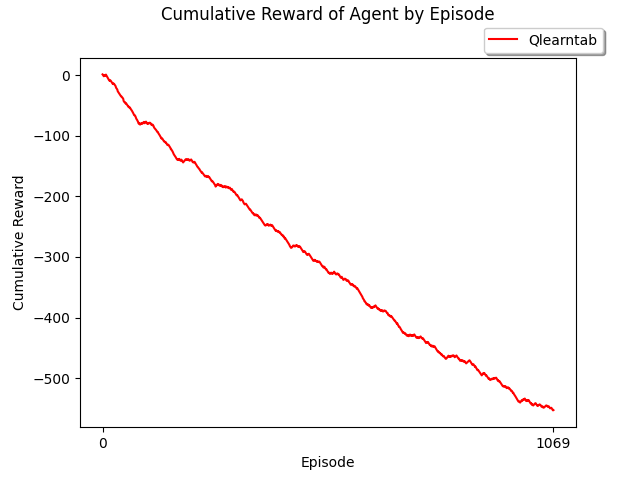 Cumulative Reward of Agent by Episode
Qlearntab
0
−100
−200
−300
−400
−500
Cumulative Reward
0
1069
Episode